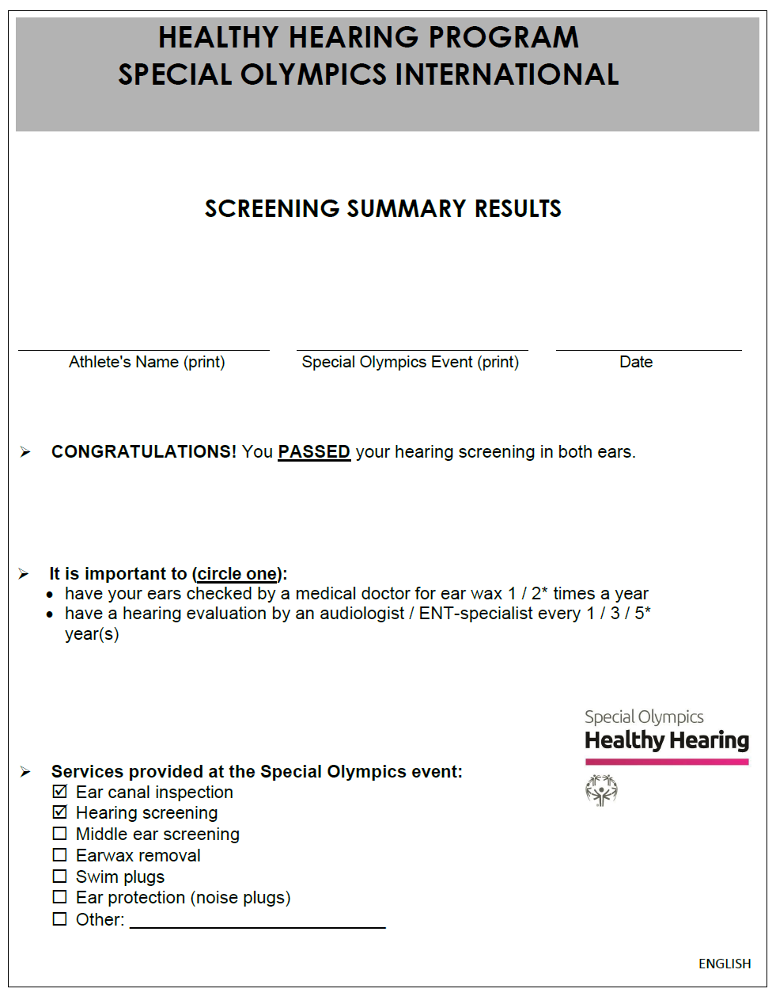 HEALTHY HEARING PROGRAM
SPECIAL OLYMPICS INTERNATIONAL
SCREENING SUMMARY RESULTS
Athlete's Name (print) Special Olympics Event (print) Date
➢ CONGRATULATIONS! You PASSED your hearing screening in both ears.
➢ It is important to (circle one):
• have your ears checked by a medical doctor for ear wax 1 / 2* times a year
• have a hearing evaluation by an audiologist / ENT-specialist every 1 / 3 / 5*
year(s)
Special Olympics
Healthy Hearing
➢ Services provided at the Special Olympics event:
☑ Ear canal inspection
☑ Hearing screening
☐ Middle ear screening
☐ Earwax removal
☐ Swim plugs
☐ Ear protection (noise plugs)
☐ Other: ___________________________
ENGLISH